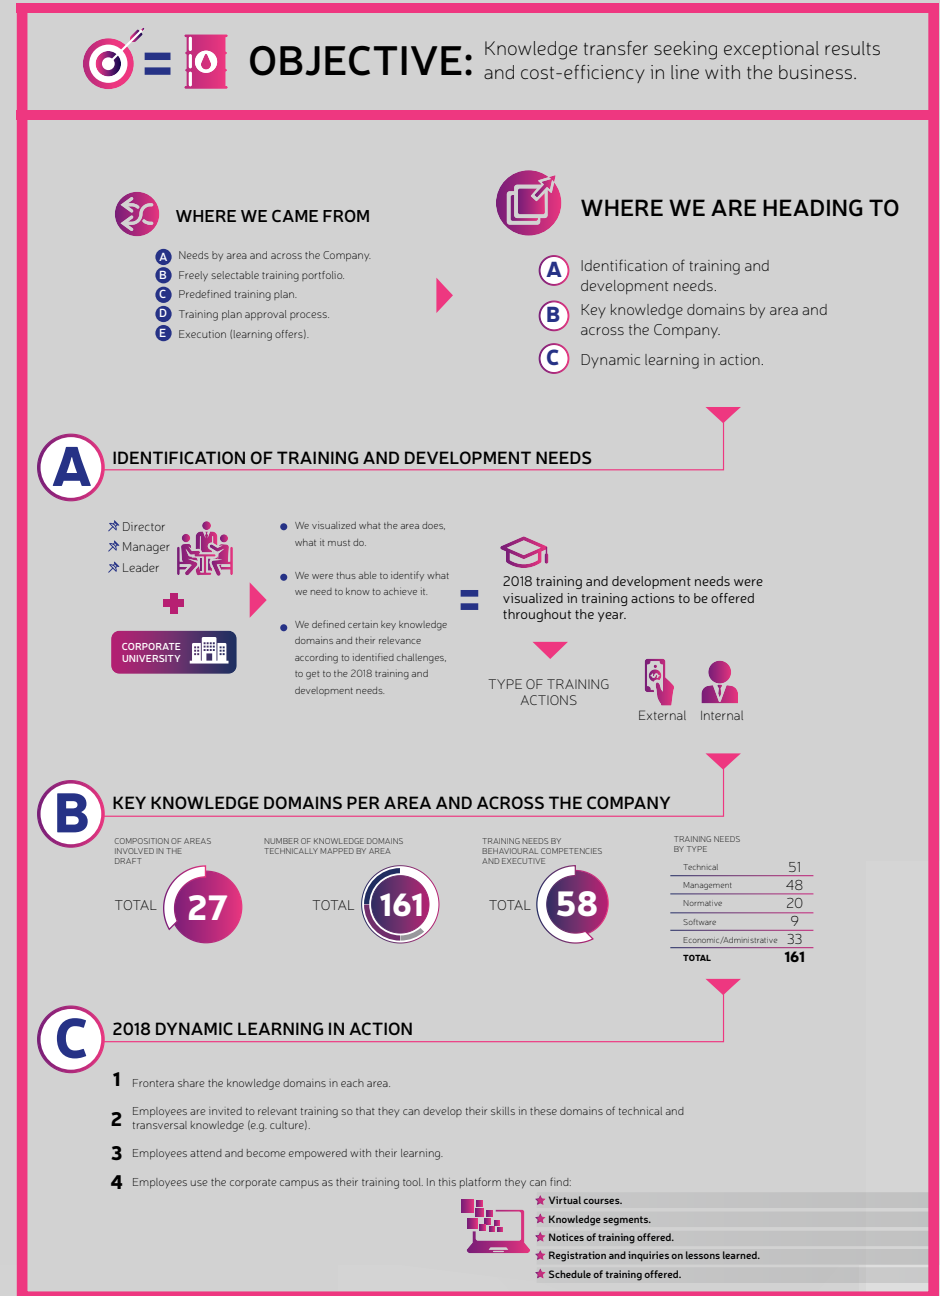 OBJECTIVE:
Knowledge transfer seeking exceptional results
and cost-efficiency in line with the business.
WHERE WE CAME FROM
A Needs by area and across the Company.
B Freely selectable training portfolio.
C Predefined training plan.
D Training plan approval process.
E Execution (learning offers).
WHERE WE ARE HEADING TO
A Identification of training and
development needs.
B Key knowledge domains by area and
across the Company.
C Dynamic learning in action.
A IDENTIFICATION OF TRAINING AND DEVELOPMENT NEEDS
Director
Manager
Leader
CORPORATE
UNIVERSITY
We visualized what the area does,
what it must do.
We were thus able to identify what
we need to know to achieve it.
We defined certain key knowledge
domains and their relevance
according to identified challenges,
to get to the 2018 training and
development needs.
2018 training and development needs were
visualized in training actions to be offered
throughout the year.
TYPE OF TRAINING
ACTIONS
External
Internal
B KEY KNOWLEDGE DOMAINS PER AREA AND ACROSS THE COMPANY
COMPOSITION OF AREAS
INVOLVED IN THE
DRAFT
TOTAL 27
NUMBER OF KNOWLEDGE DOMAINS
TECHNICALLY MAPPED BY AREA
TOTAL 161
TRAINING NEEDS BY
BEHAVIOURAL COMPETENCIES
AND EXECUTIVE
TOTAL 58
TRAINING NEEDS
BY TYPE
Technical 51
Management 48
Normative 20
Software 9
Economic/Administrative 33
TOTAL 161
C 2018 DYNAMIC LEARNING IN ACTION
1 Frontera share the knowledge domains in each area.
2 Employees are invited to relevant training so that they can develop their skills in these domains of technical and
transversal knowledge (e.g. culture).
3 Employees attend and become empowered with their learning.
4 Employees use the corporate campus as their training tool. In this platform they can find:
Virtual courses.
Knowledge segments.
Notices of training offered.
Registration and inquiries on lessons learned.
Schedule of training offered.